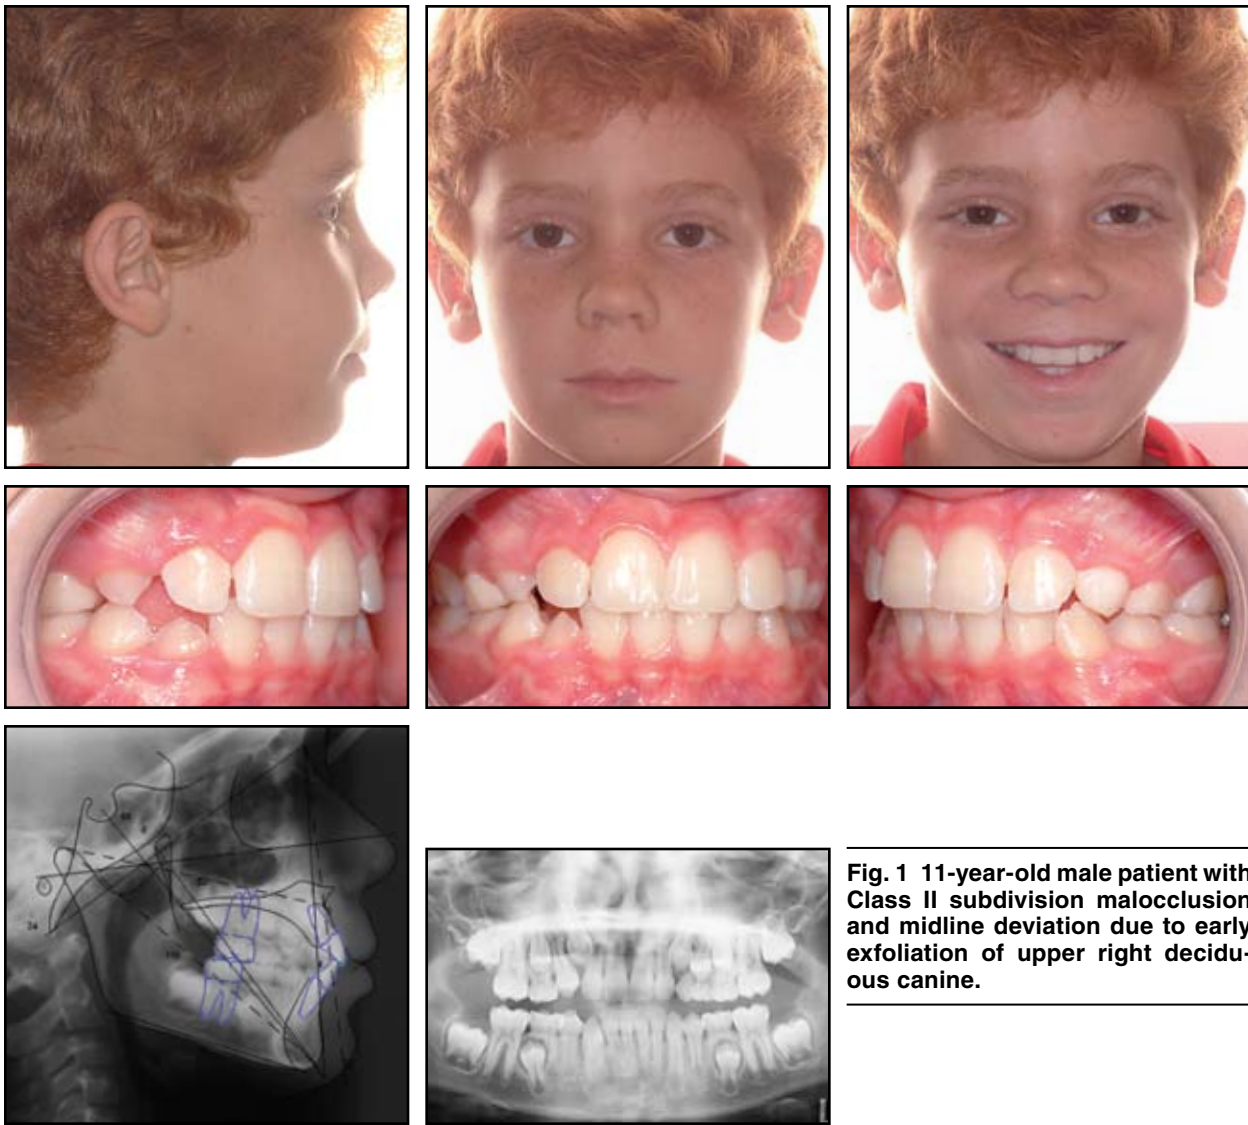 Fig. 1 11-year-old male patient with
Class II subdivision malocclusion
and midline deviation due to early
exfoliation of upper right decidu-
ous canine.